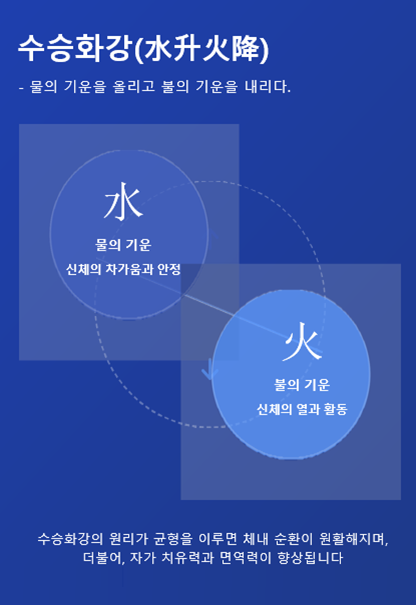 수승화강(水升火降)
- 물의 기운을 올리고 불의 기운을 내리다.
水
물의 기운
신체의 차가움과 안정
火
불의 기운
신체의 열과 활동
수승화강의 원리가 균형을 이루면 체내 순환이 원활해지며,
더불어, 자가 치유력과 면역력이 향상됩니다